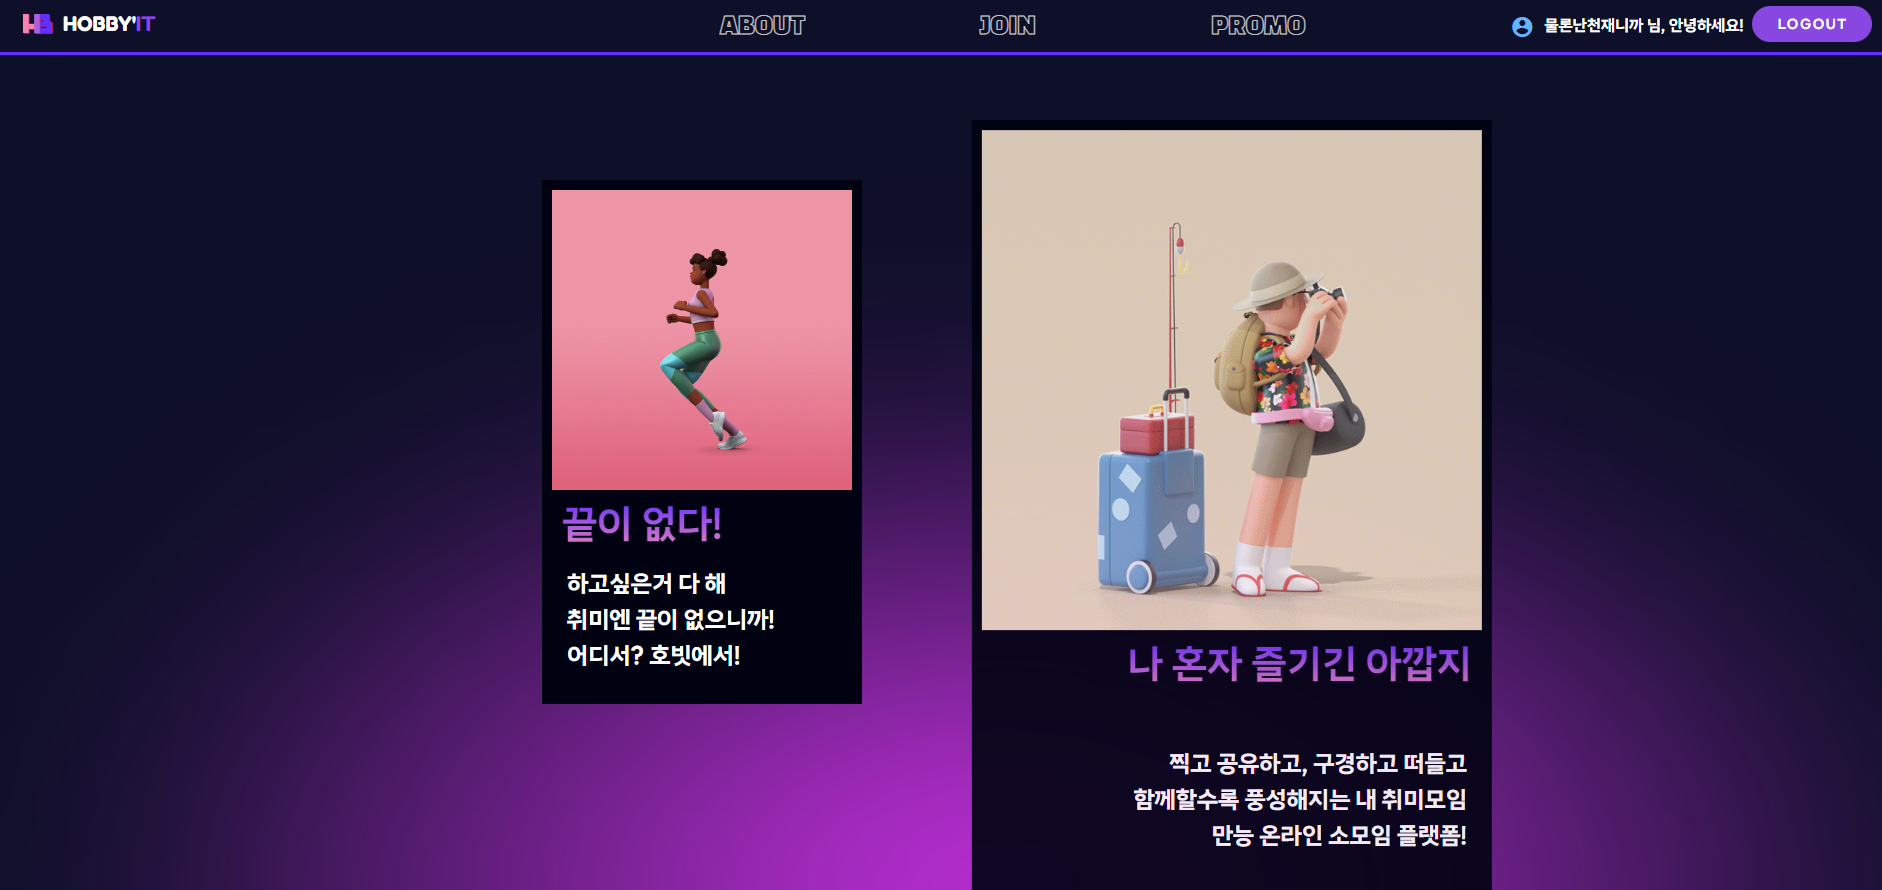 HOBBY'IT
ABOUT
JOIN
PROMO
물론난천재니까 님, 안녕하세요!
LOGOUT
끝이 없다!
하고싶은거 다 해
취미엔 끝이 없으니까!
어디서? 호빗에서!
나 혼자 즐기긴 아깝지
찍고 공유하고, 구경하고 떠들고
함께할수록 풍성해지는 내 취미모임
만능 온라인 소모임 플랫폼!